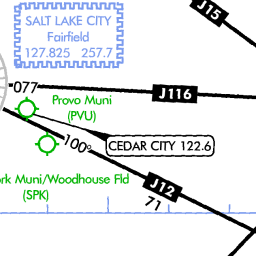 SALT LAKE CITY
Fairfield
127.825 257.7
J15
077
J116
Provo Muni
(PVU)
100°
CEDAR CITY 122.6
rk Muni/Woodhouse Fld
(SPK)
J12
71